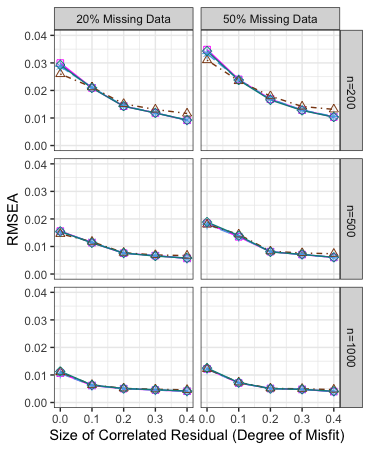 20% Missing Data 50% Missing Data
0.04
0.03
0.02
0.01
0.00
n=200
0.04
0.03
0.02
0.01
0.00
n=500
0.04
0.03
0.02
0.01
0.00
n=1000
RMSEA
0.0 0.1 0.2 0.3 0.4 0.0 0.1 0.2 0.3 0.4
Size of Correlated Residual (Degree of Misfit)